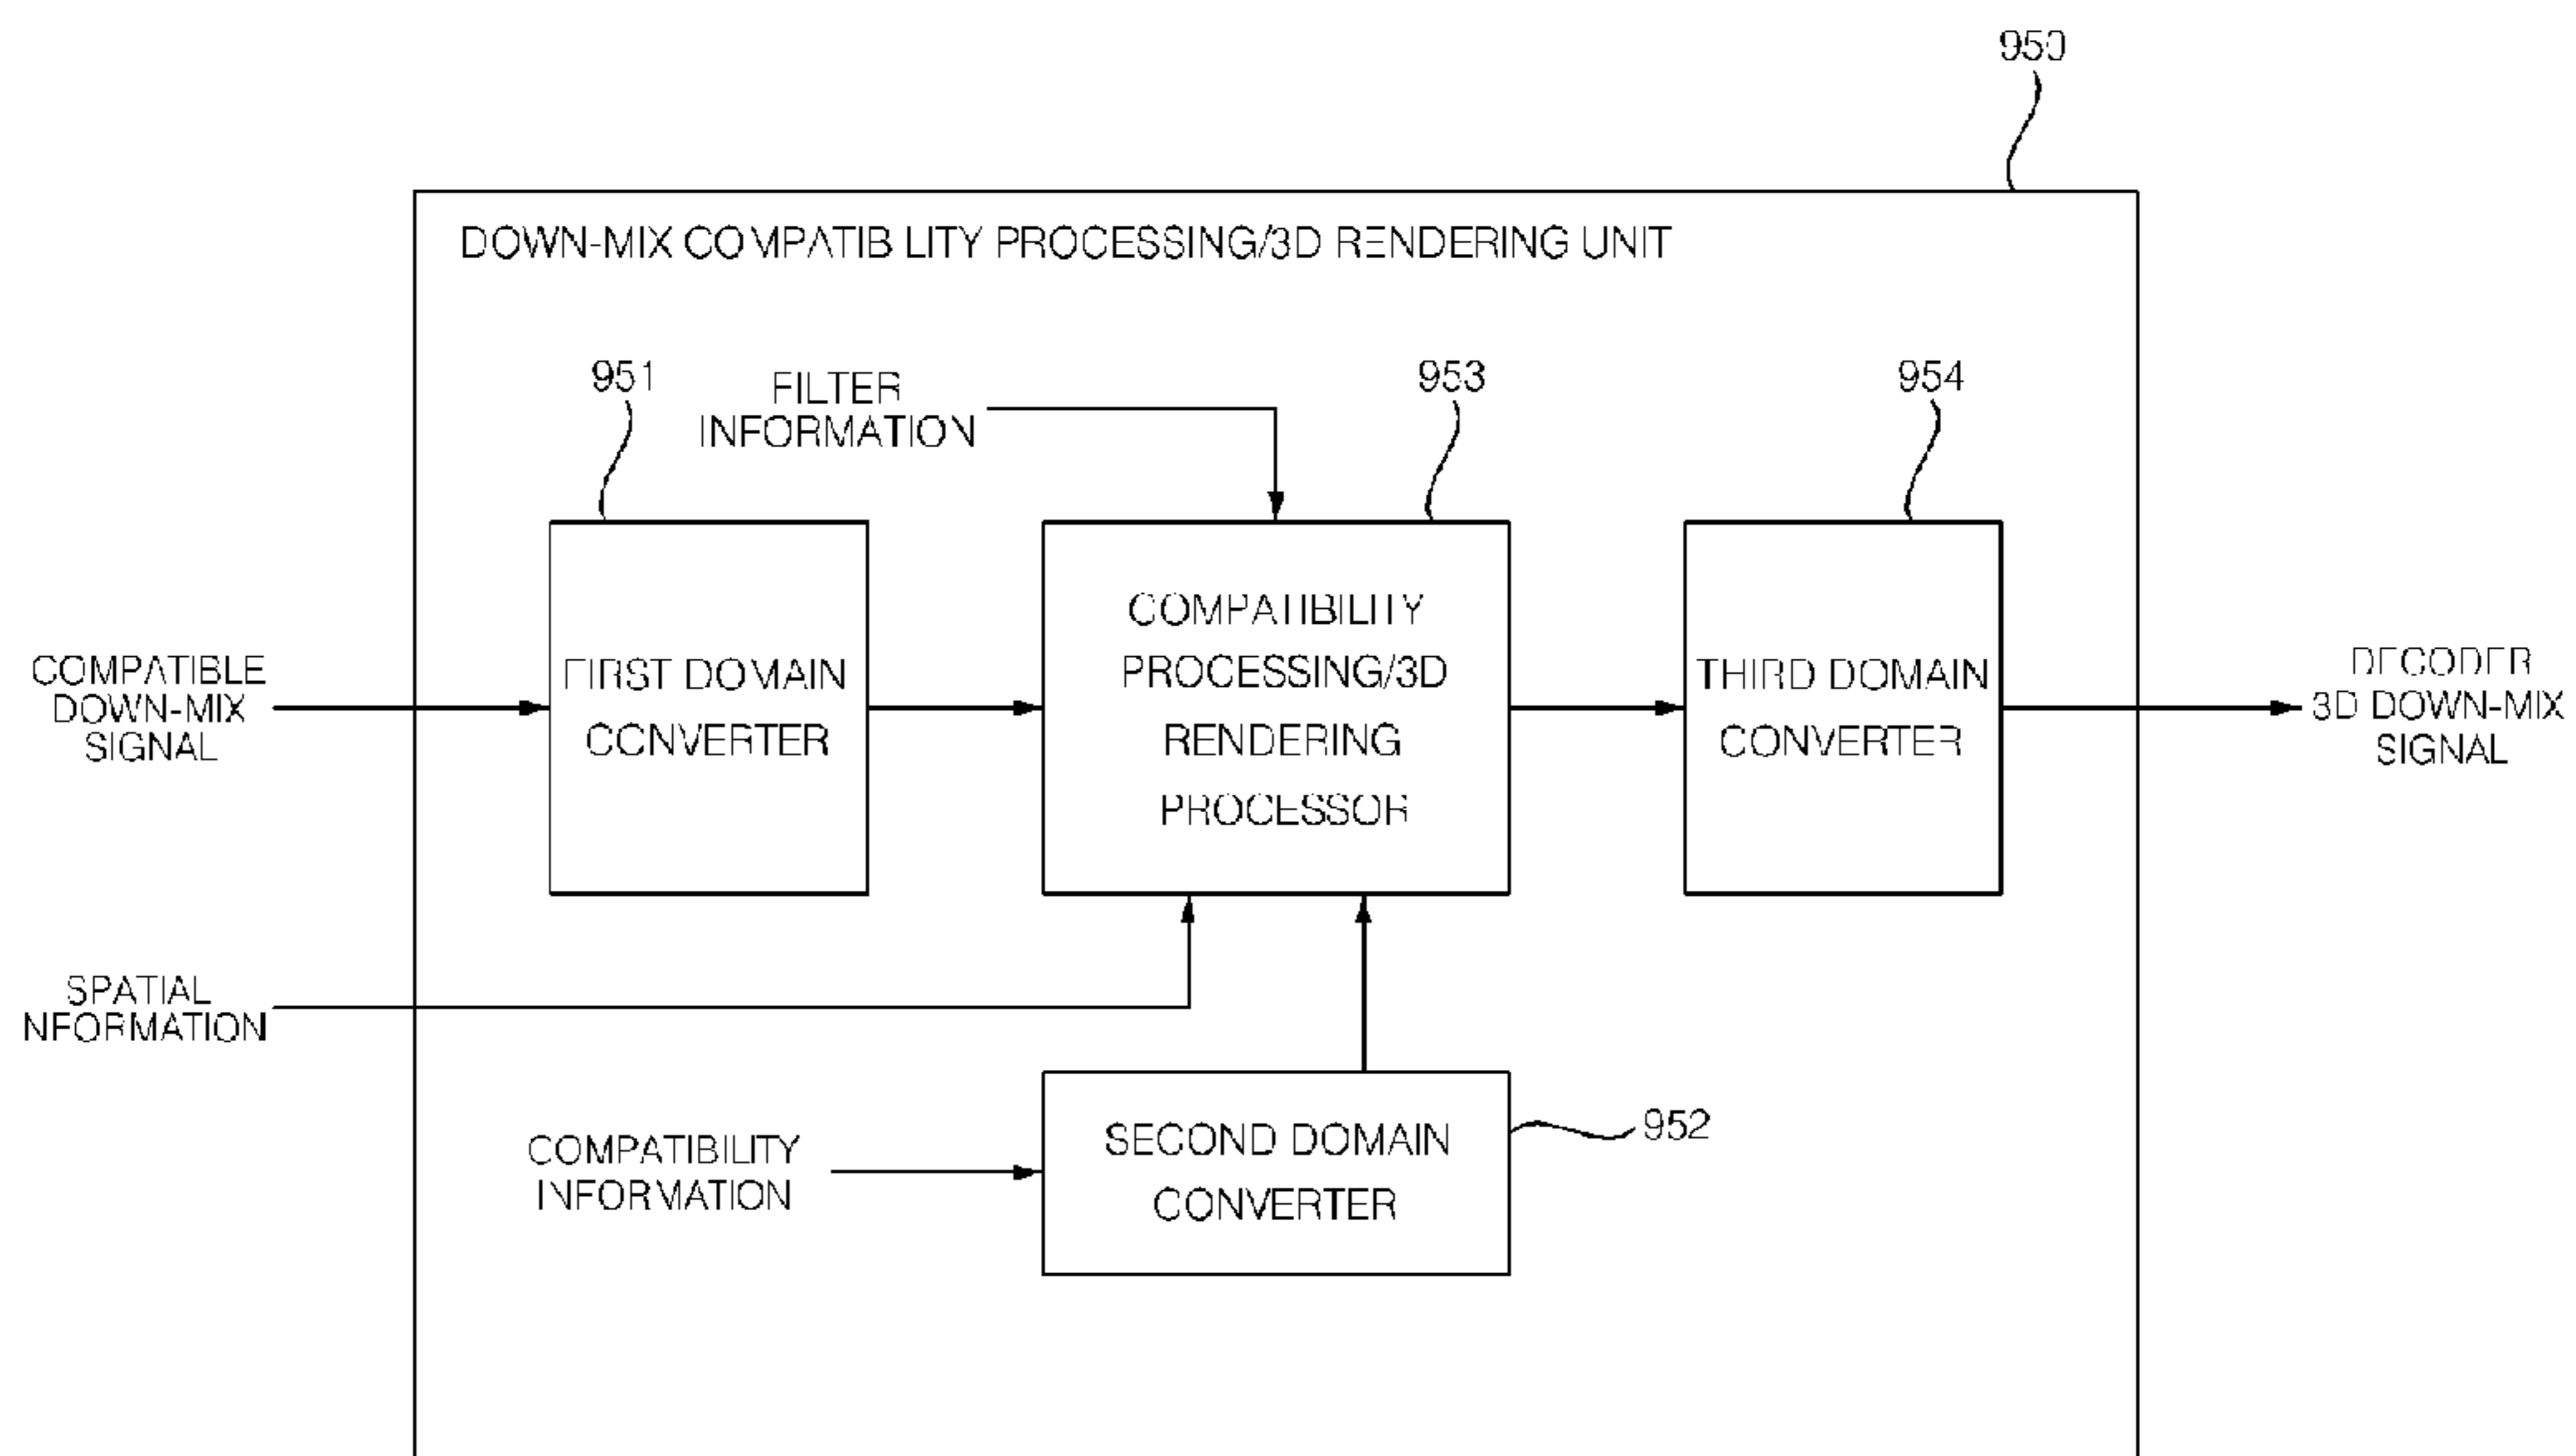 950
DOWN-MIX COMPATIB LITY PROCESSING/3D RENDERING UNIT
951
FILTER
INFORMATION
953
954
COMPATIBLE
DOWN-MIX
SIGNAL
FIRST DOMAIN
CONVERTER
COMPATIBILITY
PROCESSING/3D
RENDERING
PROCESSOR
THIRD DOMAIN
CONVERTER
DECODER
3D DOWN-MIX
SIGNAL
SPATIAL
NFORMATION
COMPATIBILITY
INFORMATION
SECOND DOMAIN
CONVERTER
952